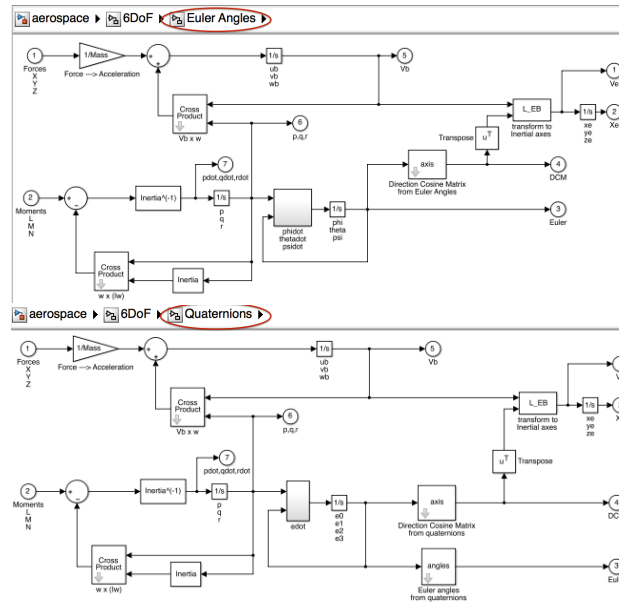 aerospace 6DoF Euler Angles
1
Forces
X
Y
Z
1/Mass
Force ---> Acceleration
+
+
1/s
ub
vb
wb
5
Vb
Cross
Product
Vb x w
6
p,q,r
7
pdot,qdot,rdot
2
Moments
L
M
N
+
−
Inertia^(-1)
1/s
p
q
r
Cross
Product
w x (Iw)
Inertia
phidot
thetadot
psidot
1/s
phi
theta
psi
axis
Direction Cosine Matrix
from Euler Angles
Transpose
uT
L_EB
transform to
Inertial axes
1/s
xe
ye
ze
1
Ve
2
Xe
4
DCM
3
Euler
aerospace 6DoF Quaternions
1
Forces
X
Y
Z
1/Mass
Force ---> Acceleration
+
+
1/s
ub
vb
wb
5
Vb
Cross
Product
Vb x w
6
p,q,r
7
pdot,qdot,rdot
2
Moments
L
M
N
+
−
Inertia^(-1)
1/s
p
q
r
Cross
Product
w x (Iw)
Inertia
edot
1/s
e0
e1
e2
e3
axis
Direction Cosine Matrix
from quaternions
angles
Euler angles
from quaternions
uT
Transpose
L_EB
transform to
Inertial axes
1/s
xe
ye
ze
4
DC
3
Eul